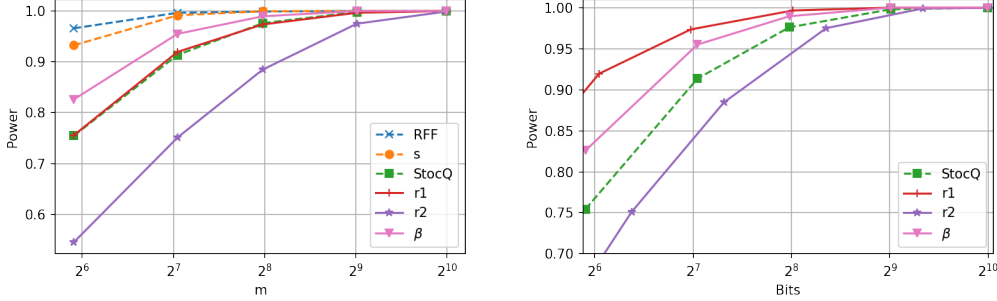 1.0
0.9
0.8
0.7
0.6
Power
2^6
2^7
2^8
2^9
2^10
m
RFF
s
StocQ
r1
r2
β
1.00
0.95
0.90
0.85
0.80
0.75
0.70
Power
2^6
2^7
2^8
2^9
2^10
Bits
StocQ
r1
r2
β